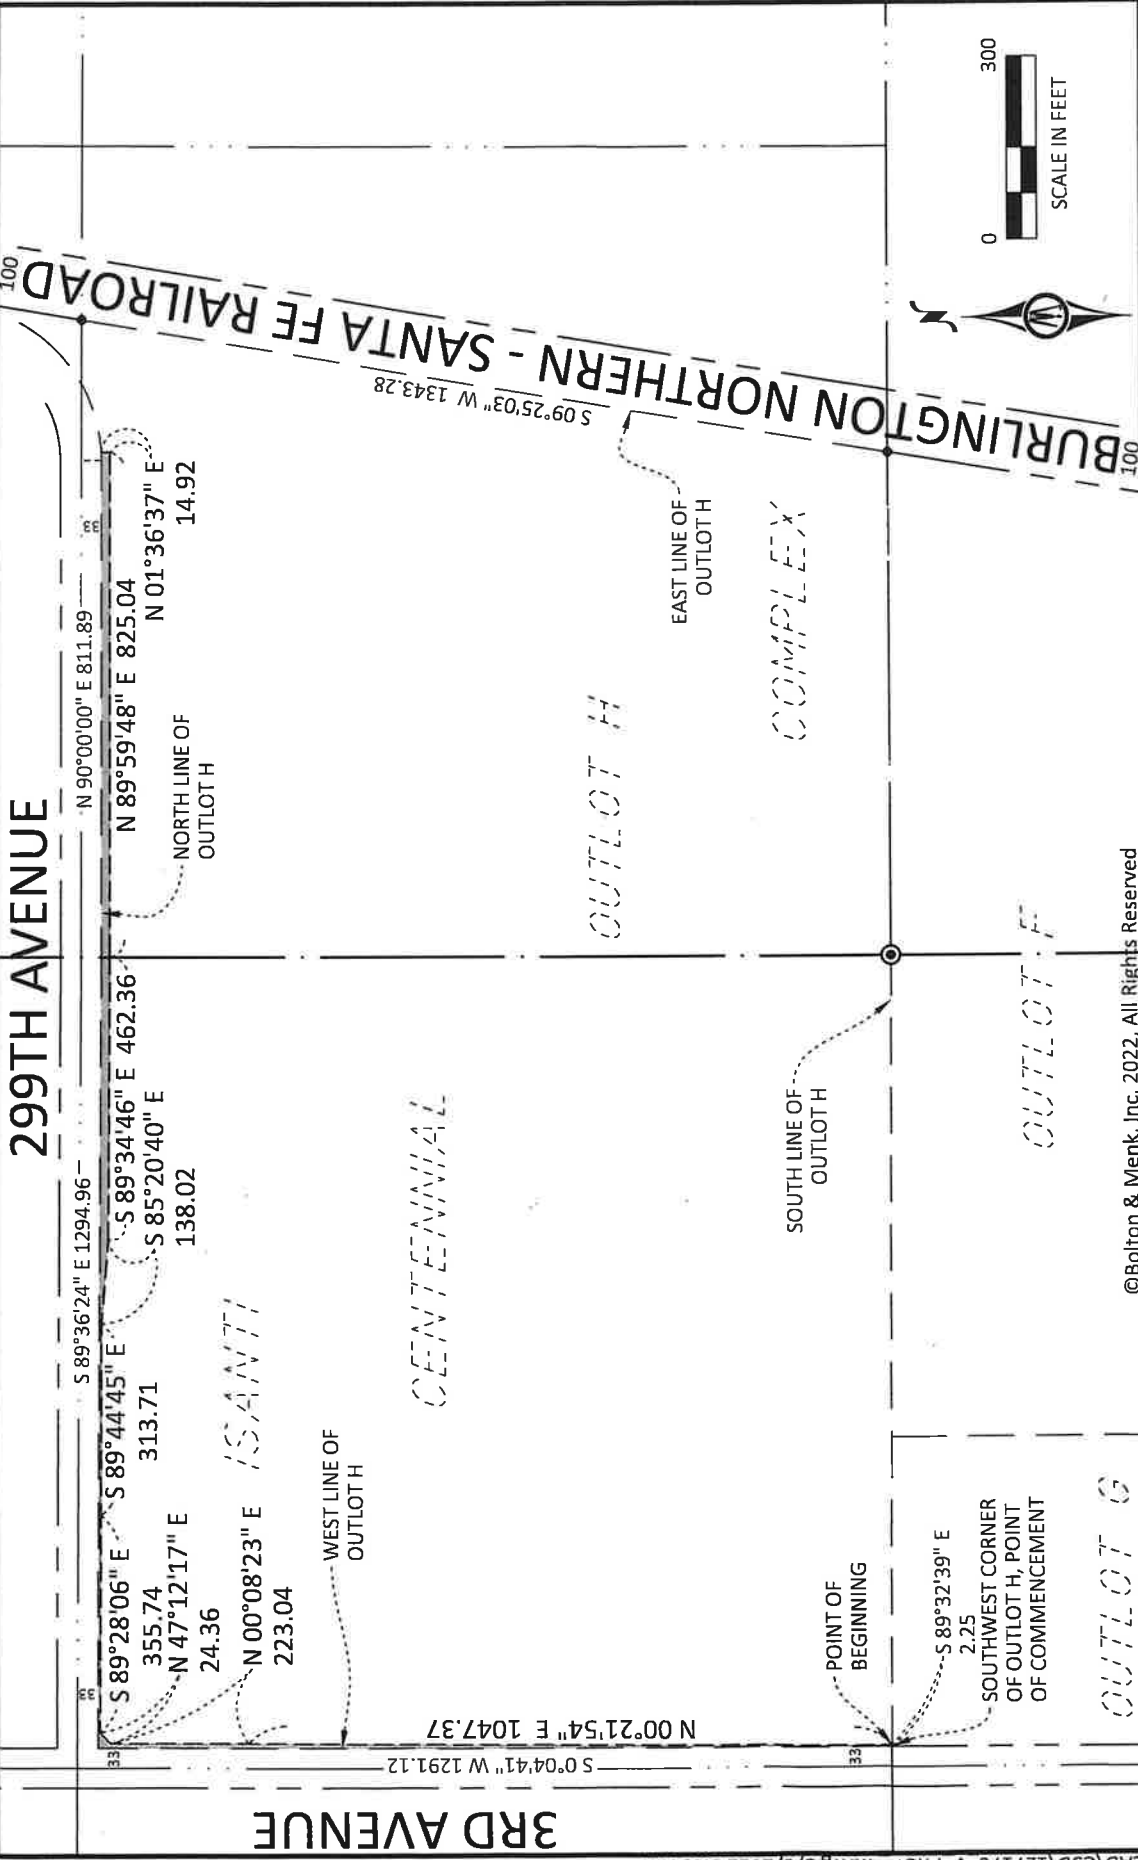 299TH AVENUE
S 89°36'24" E 1294.96
N 90°00'00" E 811.89
33
33
100
S 89°28'06" E
355.74
N 47°12'17" E
24.36
N 00°08'23" E
223.04
S 89°44'45" E
313.71
S 89°34'46" E 462.36
S 85°20'40" E
138.02
N 89°59'48" E 825.04
N 01°36'37" E
14.92
NORTH LINE OF
OUTLOT H
WEST LINE OF
OUTLOT H
ISANTI
CENTENNIAL
OUTLOT H
COMPLEX
EAST LINE OF
OUTLOT H
S 09°25'03" W 1343.28
BURLINGTON NORTHERN - SANTA FE RAILROAD
100
3RD AVENUE
33
33
S 0°04'41" W 1291.12
N 00°21'54" E 1047.37
SOUTH LINE OF
OUTLOT H
POINT OF
BEGINNING
S 89°32'39" E
2.25
SOUTHWEST CORNER
OF OUTLOT H, POINT
OF COMMENCEMENT
OUTLOT G
OUTLOT F
N
0
300
SCALE IN FEET
©Bolton & Menk, Inc. 2022, All Rights Reserved